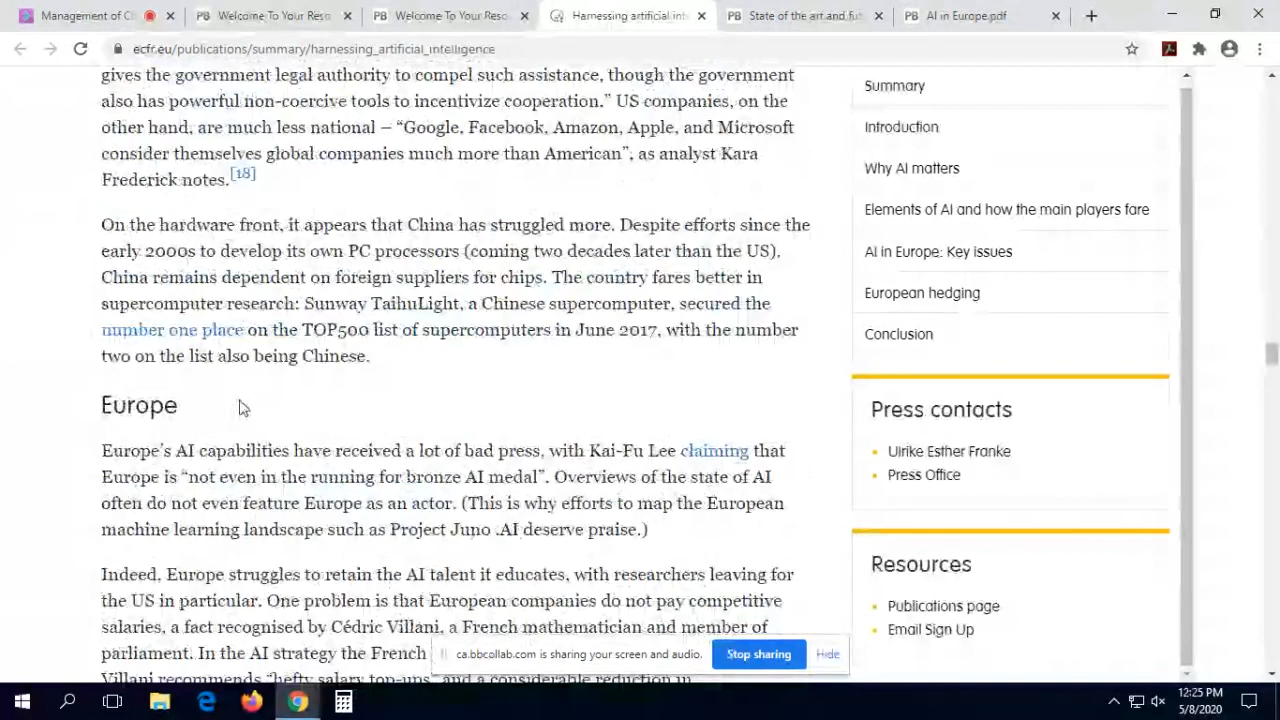 Management of C
Welcome To Your Reso
Welcome To Your Reso
Harnessing artificial int
State of the art and fut
AI in Europe.pdf
ecfr.eu/publications/summary/harnessing_artificial_intelligence
gives the government legal authority to compel such assistance, though the government
also has powerful non-coercive tools to incentivize cooperation.” US companies, on the
other hand, are much less national – “Google, Facebook, Amazon, Apple, and Microsoft
consider themselves global companies much more than American”, as analyst Kara
Frederick notes.[18]
On the hardware front, it appears that China has struggled more. Despite efforts since the
early 2000s to develop its own PC processors (coming two decades later than the US),
China remains dependent on foreign suppliers for chips. The country fares better in
supercomputer research: Sunway TaihuLight, a Chinese supercomputer, secured the
number one place on the TOP500 list of supercomputers in June 2017, with the number
two on the list also being Chinese.
Europe
Europe’s AI capabilities have received a lot of bad press, with Kai-Fu Lee claiming that
Europe is “not even in the running for bronze AI medal”. Overviews of the state of AI
often do not even feature Europe as an actor. (This is why efforts to map the European
machine learning landscape such as Project Juno .AI deserve praise.)
Indeed, Europe struggles to retain the AI talent it educates, with researchers leaving for
the US in particular. One problem is that European companies do not pay competitive
salaries, a fact recognised by Cédric Villani, a French mathematician and member of
parliament. In the AI strategy the French
Villani recommends “hefty salary top-ups” and a considerable reduction in
Summary
Introduction
Why AI matters
Elements of AI and how the main players fare
AI in Europe: Key issues
European hedging
Conclusion
Press contacts
Ulrike Esther Franke
Press Office
Resources
Publications page
Email Sign Up
ca.bbcollab.com is sharing your screen and audio.
Stop sharing
Hide
12:25 PM
5/8/2020